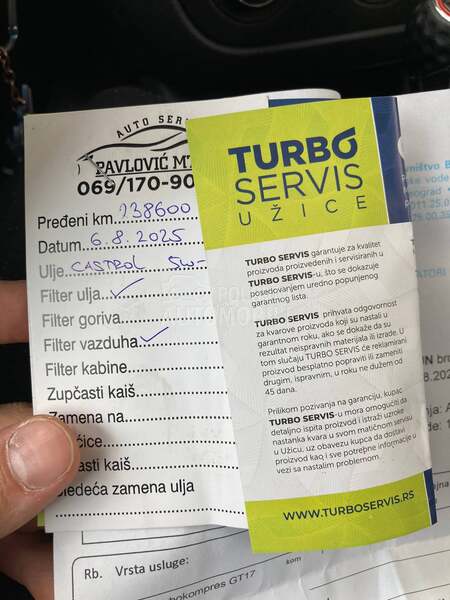 AUTO SER
PAVLOVIĆ M
069/170-90
Pređeni km. 238600
Datum. 6.8.2025
Ulje. CASTROL 5W-
Filter ulja
Filter goriva
Filter vazduha
Filter kabine
Zupčasti kaiš
Zamena na
čice
asti kaiš
ledeća zamena ulja
TURBO
SERVIS
UŽICE
TURBO SERVIS garantuje za kvalitet
proizvoda proizvedenih i servisiranih u
TURBO SERVIS-u, što se dokazuje
posedovanjem uredno popunjenog
garantnog lista.
TURBO SERVIS prihvata odgovornost
za kvarove proizvoda koji su nastali u
garantnom roku, ako se dokaže da su
rezultat neispravnih materijala ili izrade. U
tom slučaju TURBO SERVIS će reklamirani
proizvod besplatno popraviti ili zameniti
drugim, ispravnim, u roku ne dužem od
45 dana.
Prilikom pozivanja na garanciju, kupac
TURBO SERVIS-u mora omogućiti da
detaljno ispita proizvod i istraži uzroke
nastanka kvara u svom matičnom servisu
u Užicu, uz obavezu kupca da dostavi
proizvod kao i sve potrebne informacije u
vezi sa nastalim problemom.
WWW.TURBOSERVIS.RS
Rb. Vrsta usluge:
bokompres GT17
kom